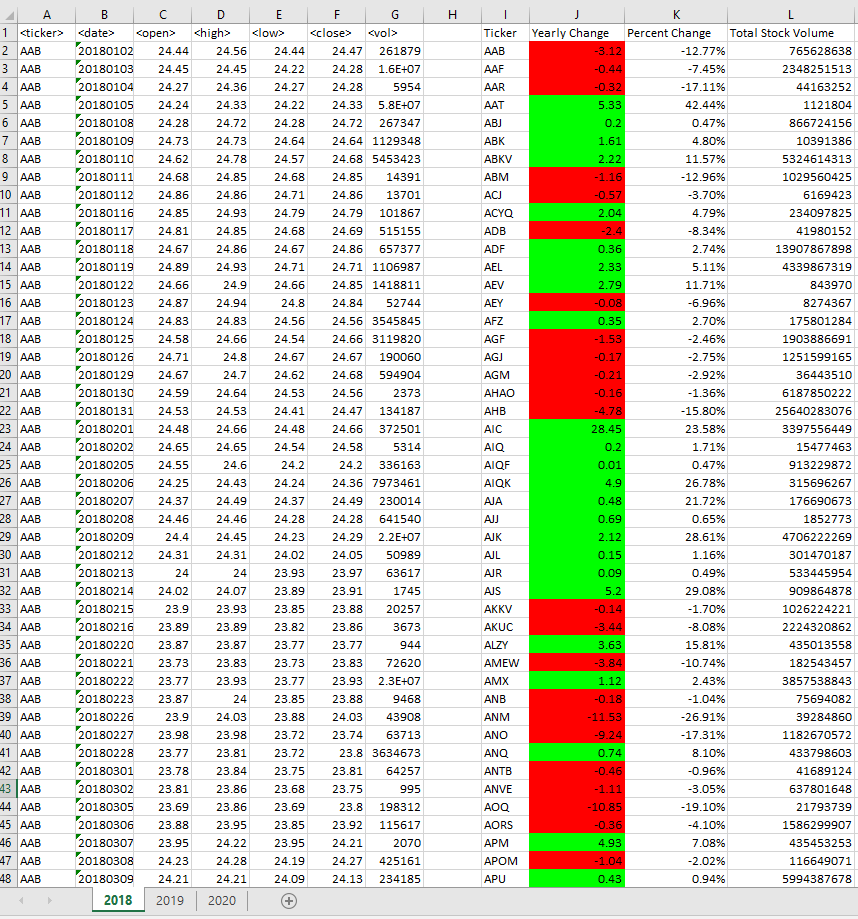 A B C D E F G H I J K L
1 <ticker> <date> <open> <high> <low> <close> <vol> Ticker Yearly Change Percent Change Total Stock Volume
2 AAB 20180102 24.44 24.56 24.44 24.47 261879 AAB -3.12 -12.77% 765628638
3 AAB 20180103 24.45 24.45 24.22 24.28 1.6E+07 AAF -0.44 -7.45% 2348251513
4 AAB 20180104 24.27 24.36 24.27 24.28 5954 AAR -0.32 -17.11% 44163252
5 AAB 20180105 24.24 24.33 24.22 24.33 5.8E+07 AAT 5.33 42.44% 1121804
6 AAB 20180108 24.28 24.72 24.28 24.72 267347 ABJ 0.2 0.47% 866724156
7 AAB 20180109 24.73 24.73 24.64 24.64 1129348 ABK 1.61 4.80% 10391386
8 AAB 20180110 24.62 24.78 24.57 24.68 5453423 ABKV 2.22 11.57% 5324614313
9 AAB 20180111 24.68 24.85 24.68 24.85 14391 ABM -1.16 -12.96% 1029560425
10 AAB 20180112 24.86 24.86 24.71 24.86 13701 ACJ -0.57 -3.70% 6169423
11 AAB 20180116 24.85 24.93 24.79 24.79 101867 ACYQ 2.04 4.79% 234097825
12 AAB 20180117 24.81 24.85 24.68 24.69 515155 ADB -2.4 -8.34% 41980152
13 AAB 20180118 24.67 24.86 24.67 24.86 657377 ADF 0.36 2.74% 13907867898
14 AAB 20180119 24.89 24.93 24.71 24.71 1106987 AEL 2.33 5.11% 4339867319
15 AAB 20180122 24.66 24.9 24.66 24.85 1418811 AEV 2.79 11.71% 843970
16 AAB 20180123 24.87 24.94 24.8 24.84 52744 AEY -0.08 -6.96% 8274367
17 AAB 20180124 24.83 24.83 24.56 24.56 3545845 AFZ 0.35 2.70% 175801284
18 AAB 20180125 24.58 24.66 24.54 24.66 3119820 AGF -1.53 -2.46% 1903886691
19 AAB 20180126 24.71 24.8 24.67 24.67 190060 AGJ -0.17 -2.75% 1251599165
20 AAB 20180129 24.67 24.7 24.62 24.68 594904 AGM -0.21 -2.92% 36443510
21 AAB 20180130 24.59 24.64 24.53 24.56 2373 AHAO -0.16 -1.36% 6187850222
22 AAB 20180131 24.53 24.53 24.41 24.47 134187 AHB -4.78 -15.80% 25640283076
23 AAB 20180201 24.48 24.66 24.48 24.66 372501 AIC 28.45 23.58% 3397556449
24 AAB 20180202 24.65 24.65 24.54 24.58 5314 AIQ 0.2 1.71% 15477463
25 AAB 20180205 24.55 24.6 24.2 24.2 336163 AIQF 0.01 0.47% 913229872
26 AAB 20180206 24.25 24.43 24.24 24.36 7973461 AIQK 4.9 26.78% 315696267
27 AAB 20180207 24.37 24.49 24.37 24.49 230014 AJA 0.48 21.72% 176690673
28 AAB 20180208 24.46 24.46 24.28 24.28 641540 AJJ 0.69 0.65% 1852773
29 AAB 20180209 24.4 24.45 24.23 24.29 2.2E+07 AJK 2.12 28.61% 4706222269
30 AAB 20180212 24.31 24.31 24.02 24.05 50989 AJL 0.15 1.16% 301470187
31 AAB 20180213 24 24 23.93 23.97 63617 AJR 0.09 0.49% 533445954
32 AAB 20180214 24.02 24.07 23.89 23.91 1745 AJS 5.2 29.08% 909864878
33 AAB 20180215 23.9 23.93 23.85 23.88 20257 AKKV -0.14 -1.70% 1026224221
34 AAB 20180216 23.89 23.89 23.82 23.86 3673 AKUC -3.44 -8.08% 2224320862
35 AAB 20180220 23.87 23.87 23.77 23.77 944 ALZY 3.63 15.81% 435013558
36 AAB 20180221 23.73 23.83 23.73 23.83 72620 AMEW -3.84 -10.74% 182543457
37 AAB 20180222 23.77 23.93 23.77 23.93 2.3E+07 AMX 1.12 2.43% 3857538843
38 AAB 20180223 23.87 24 23.85 23.88 9468 ANB -0.18 -1.04% 75694082
39 AAB 20180226 23.9 24.03 23.88 24.03 43908 ANM -11.53 -26.91% 39284860
40 AAB 20180227 23.98 23.98 23.72 23.74 63713 ANO -9.24 -17.31% 1182670572
41 AAB 20180228 23.77 23.81 23.72 23.8 3634673 ANQ 0.74 8.10% 433798603
42 AAB 20180301 23.78 23.84 23.75 23.81 64257 ANTB -0.46 -0.96% 41689124
43 AAB 20180302 23.81 23.86 23.68 23.75 995 ANVE -1.11 -3.05% 637801648
44 AAB 20180305 23.69 23.86 23.69 23.8 198312 AOQ -10.85 -19.10% 21793739
45 AAB 20180306 23.88 23.95 23.85 23.92 115617 AORS -0.36 -4.10% 1586299907
46 AAB 20180307 23.95 24.22 23.95 24.21 2070 APM 4.93 7.08% 435453253
47 AAB 20180308 24.23 24.28 24.19 24.27 425161 APOM -1.04 -2.02% 116649071
48 AAB 20180309 24.21 24.21 24.09 24.13 234185 APU 0.43 0.94% 5994387678
2018 2019 2020